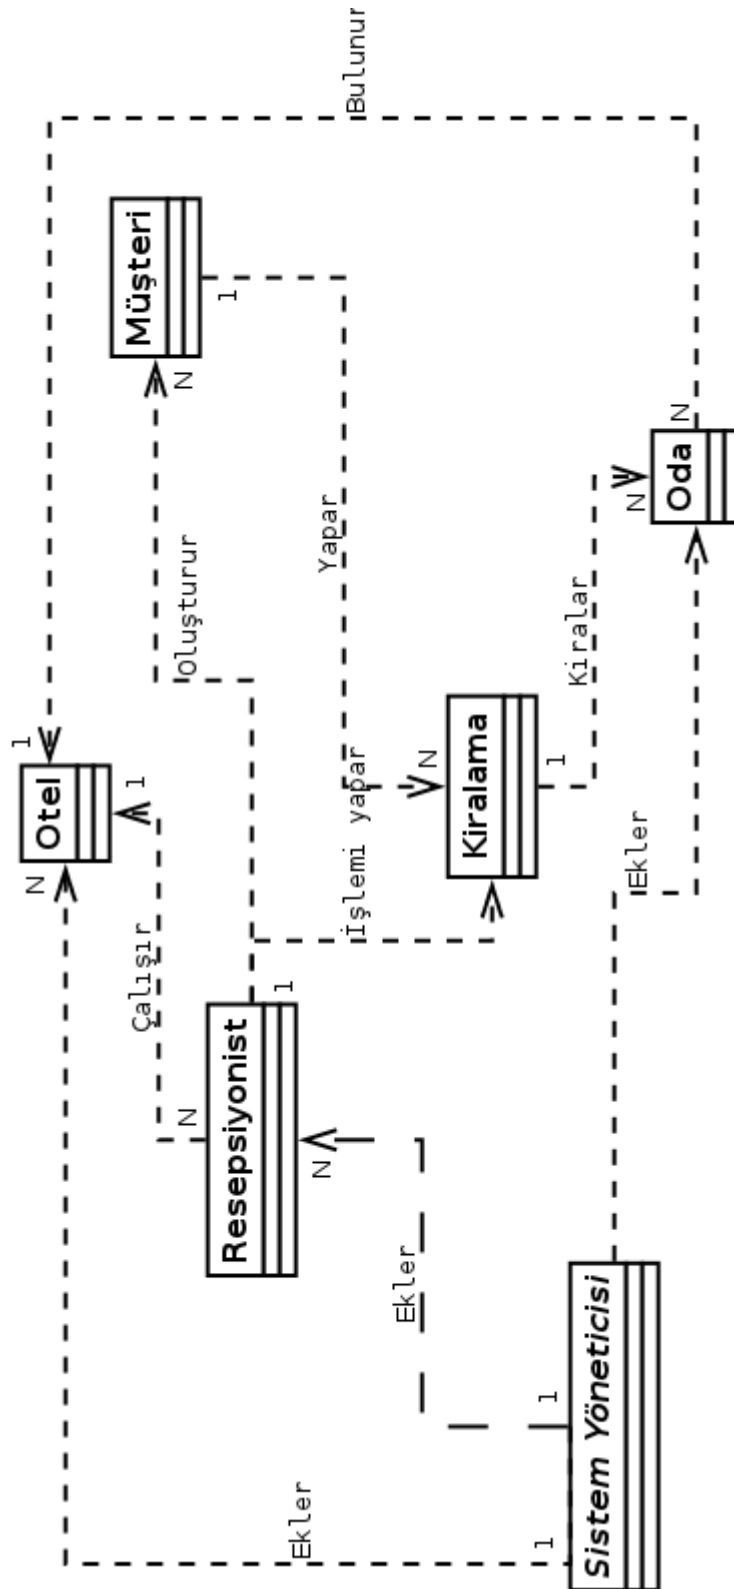 1
N
Otel
1
Müşteri
Çalışır
N
N
Oluşturur
1
Resepsiyonist
1
Ekler
N
Yapar
İşlemi yapar
Bulunur
Ekler
N
Kiralama
1
1
1
Kiralar
Sistem Yöneticisi
N
Ekler
Oda
N